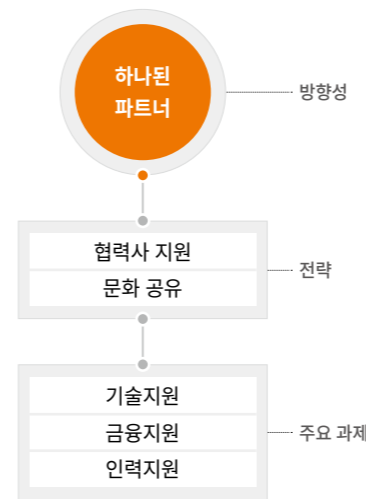 하나된
파트너
방향성
협력사 지원
문화 공유
전략
기술지원
금융지원
인력지원
주요 과제